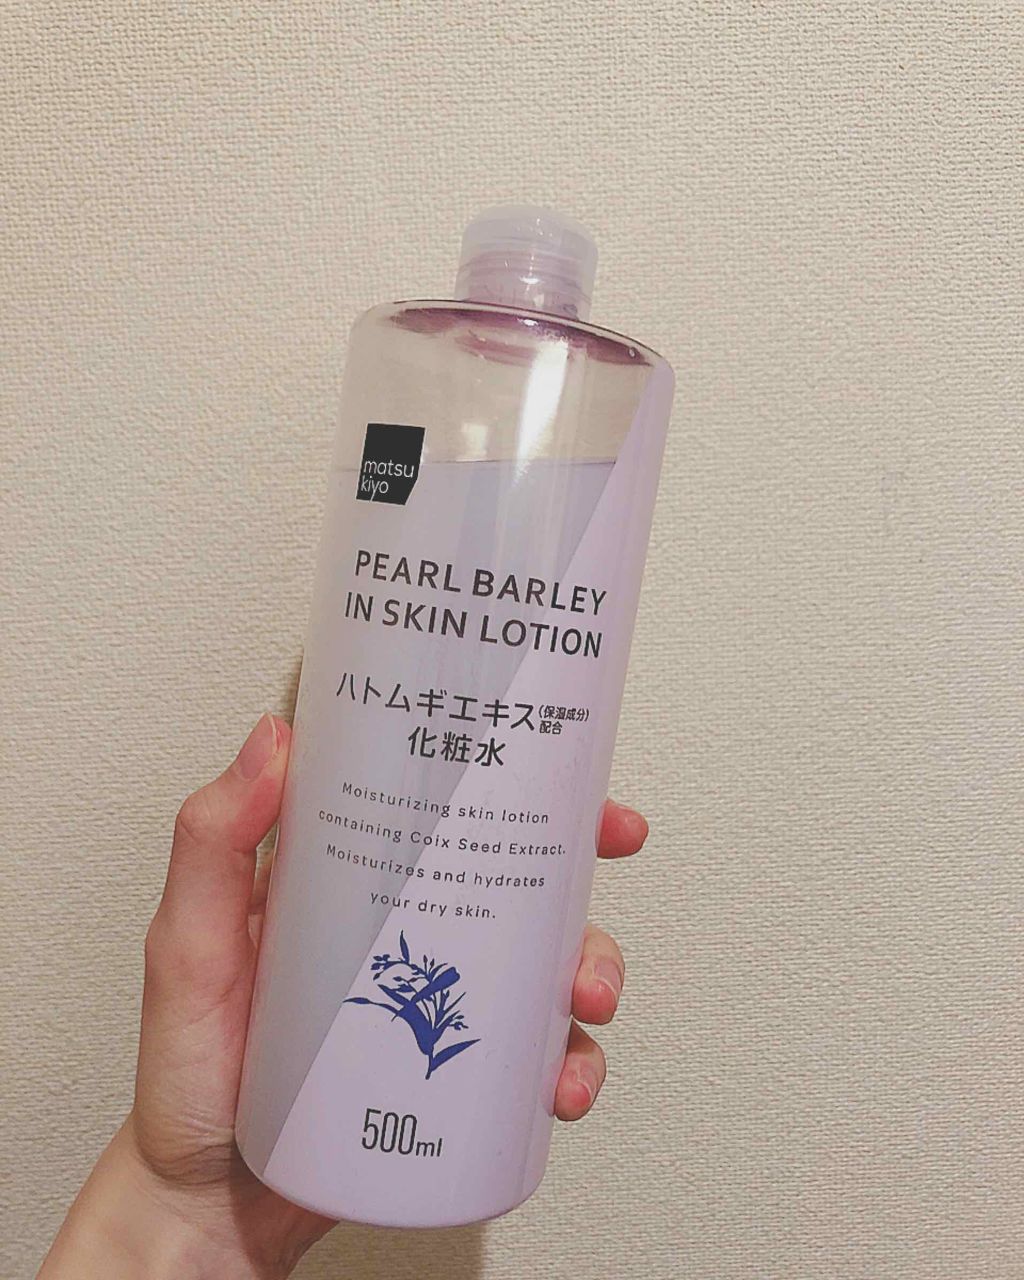 matsu
kiyo
PEARL BARLEY
IN SKIN LOTION
ハトムギエキス(保湿成分)
配合
化粧水
Moisturizing skin lotion
containing Coix Seed Extract.
Moisturizes and hydrates
your dry skin.
500ml